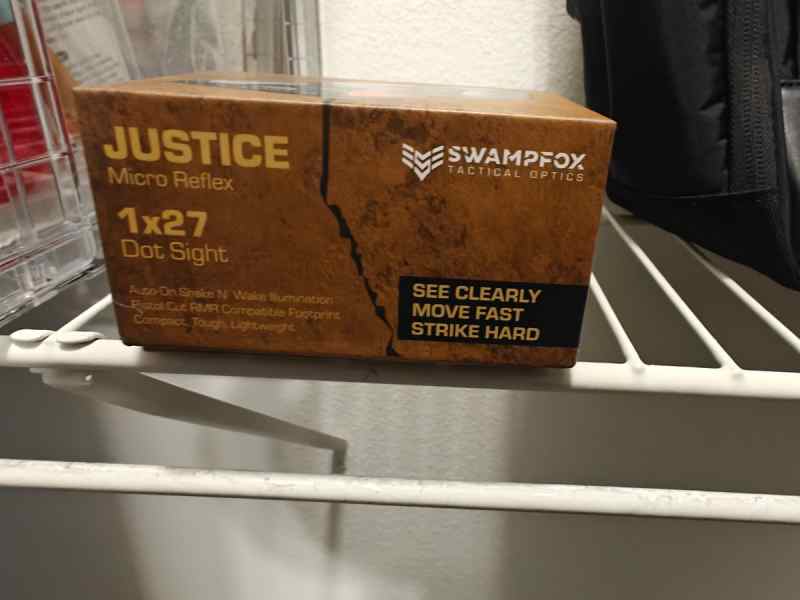 JUSTICE
Micro Reflex
1x27
Dot Sight
Auto-On Shake N' Wake Illumination
Pistol Cut RMR Compatible Footprint
Compact, Tough, Lightweight
SWAMPFOX
TACTICAL OPTICS
SEE CLEARLY
MOVE FAST
STRIKE HARD